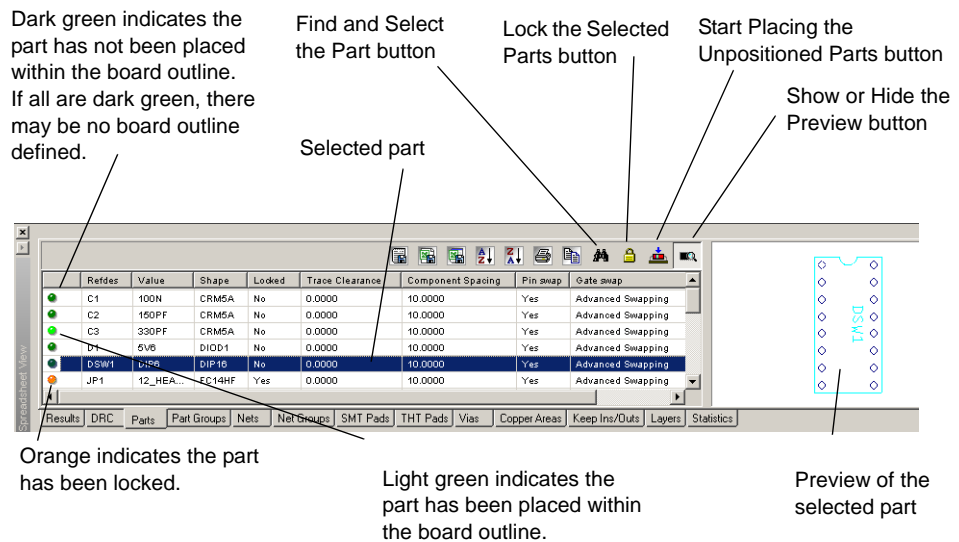 Dark green indicates the
part has not been placed
within the board outline.
If all are dark green, there
may be no board outline
defined.
Find and Select
the Part button
Lock the Selected
Parts button
Start Placing the
Unpositioned Parts button
Show or Hide the
Preview button
Selected part
Refdes Value Shape Locked Trace Clearance Component Spacing Pin swap Gate swap
C1 100N CRM5A No 0.0000 10.0000 Yes Advanced Swapping
C2 150PF CRM5A No 0.0000 10.0000 Yes Advanced Swapping
C3 330PF CRM5A No 0.0000 10.0000 Yes Advanced Swapping
D1 5V6 DIOD1 No 0.0000 10.0000 Yes Advanced Swapping
DSW1 DIP16 No 0.0000 10.0000 Yes Advanced Swapping
JP1 12_HEA... FC14HF Yes 0.0000 10.0000 Yes Advanced Swapping
DSW1
Spreadsheet View
Results DRC Parts Part Groups Nets Net Groups SMT Pads THT Pads Vias Copper Areas Keep Ins/Outs Layers Statistics
Orange indicates the part
has been locked.
Light green indicates the
part has been placed within
the board outline.
Preview of the
selected part